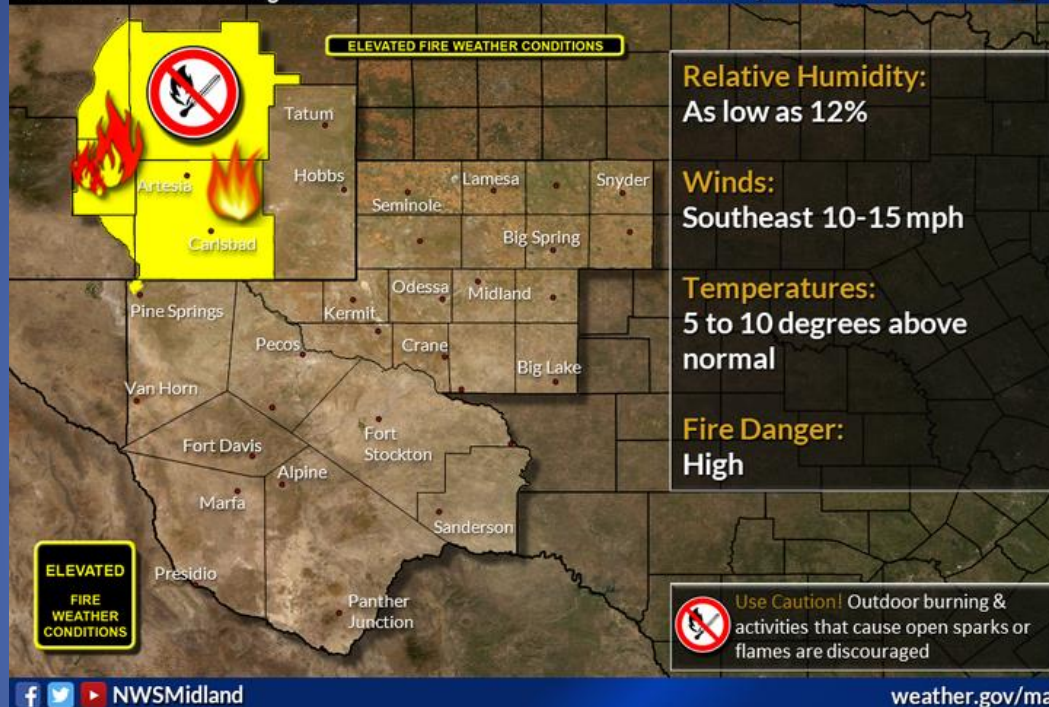 ELEVATED FIRE WEATHER CONDITIONS
Relative Humidity:
As low as 12%
Winds:
Southeast 10-15 mph
Temperatures:
5 to 10 degrees above
normal
Fire Danger:
High
Tatum
Artesia
Hobbs
Lamesa
Snyder
Seminole
Carlsbad
Big Spring
Odessa
Midland
Pine Springs
Kermit
Pecos
Crane
Big Lake
Van Horn
Fort Davis
Fort
Stockton
Alpine
Marfa
Sanderson
Presidio
Panther
Junction
ELEVATED
FIRE
WEATHER
CONDITIONS
Use Caution! Outdoor burning &
activities that cause open sparks or
flames are discouraged
NWSMidland
weather.gov/ma